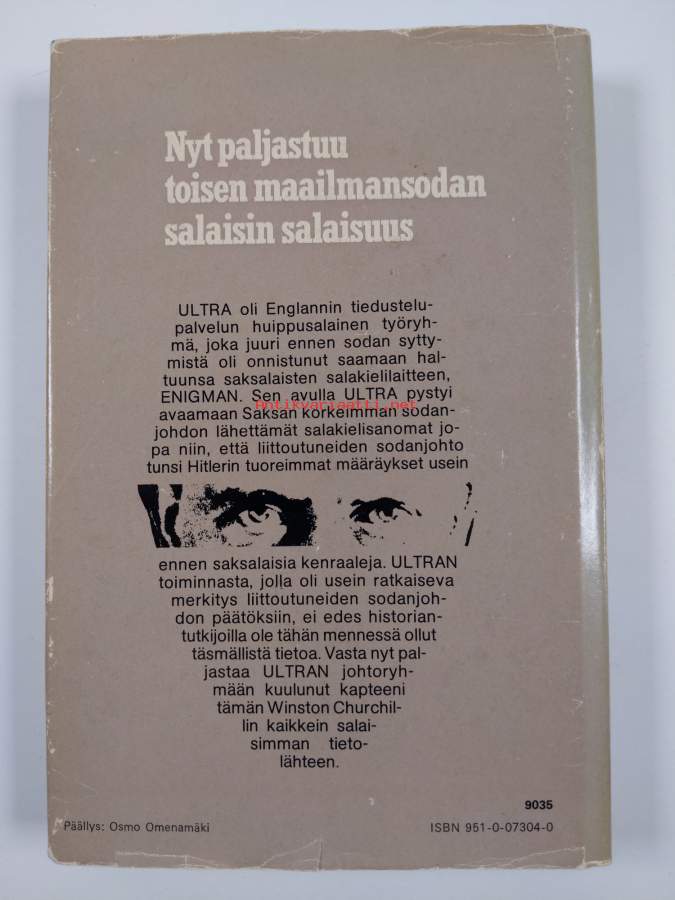 Nyt paljastuu
toisen maailmansodan
salaisin salaisuus
ULTRA oli Englannin tiedustelu-
palvelun huippusalainen työryh-
mä, joka juuri ennen sodan sytty-
mistä oli onnistunut saamaan hal-
tuunsa saksalaisten salakielilaitteen,
ENIGMAN. Sen avulla ULTRA pystyi
Antikvariaatti.net
avaamaan Saksan korkeimman sodan-
johdon lähettämät salakielisanomat jo-
pa niin, että liittoutuneiden sodanjohto
tunsi Hitlerin tuoreimmat määräykset usein
ennen saksalaisia kenraaleja. ULTRAN
toiminnasta, jolla oli usein ratkaiseva
merkitys liittoutuneiden sodanjoh-
don päätöksiin, ei edes historian-
tutkijoilla ole tähän mennessä ollut
täsmällistä tietoa. Vasta nyt pal-
jastaa ULTRAN johtoryh-
mään kuulunut kapteeni
tämän Winston Churchil-
lin kaikkein salai-
simman tieto-
lähteen.
9035
Päällys: Osmo Omenamäki
ISBN 951-0-07304-0